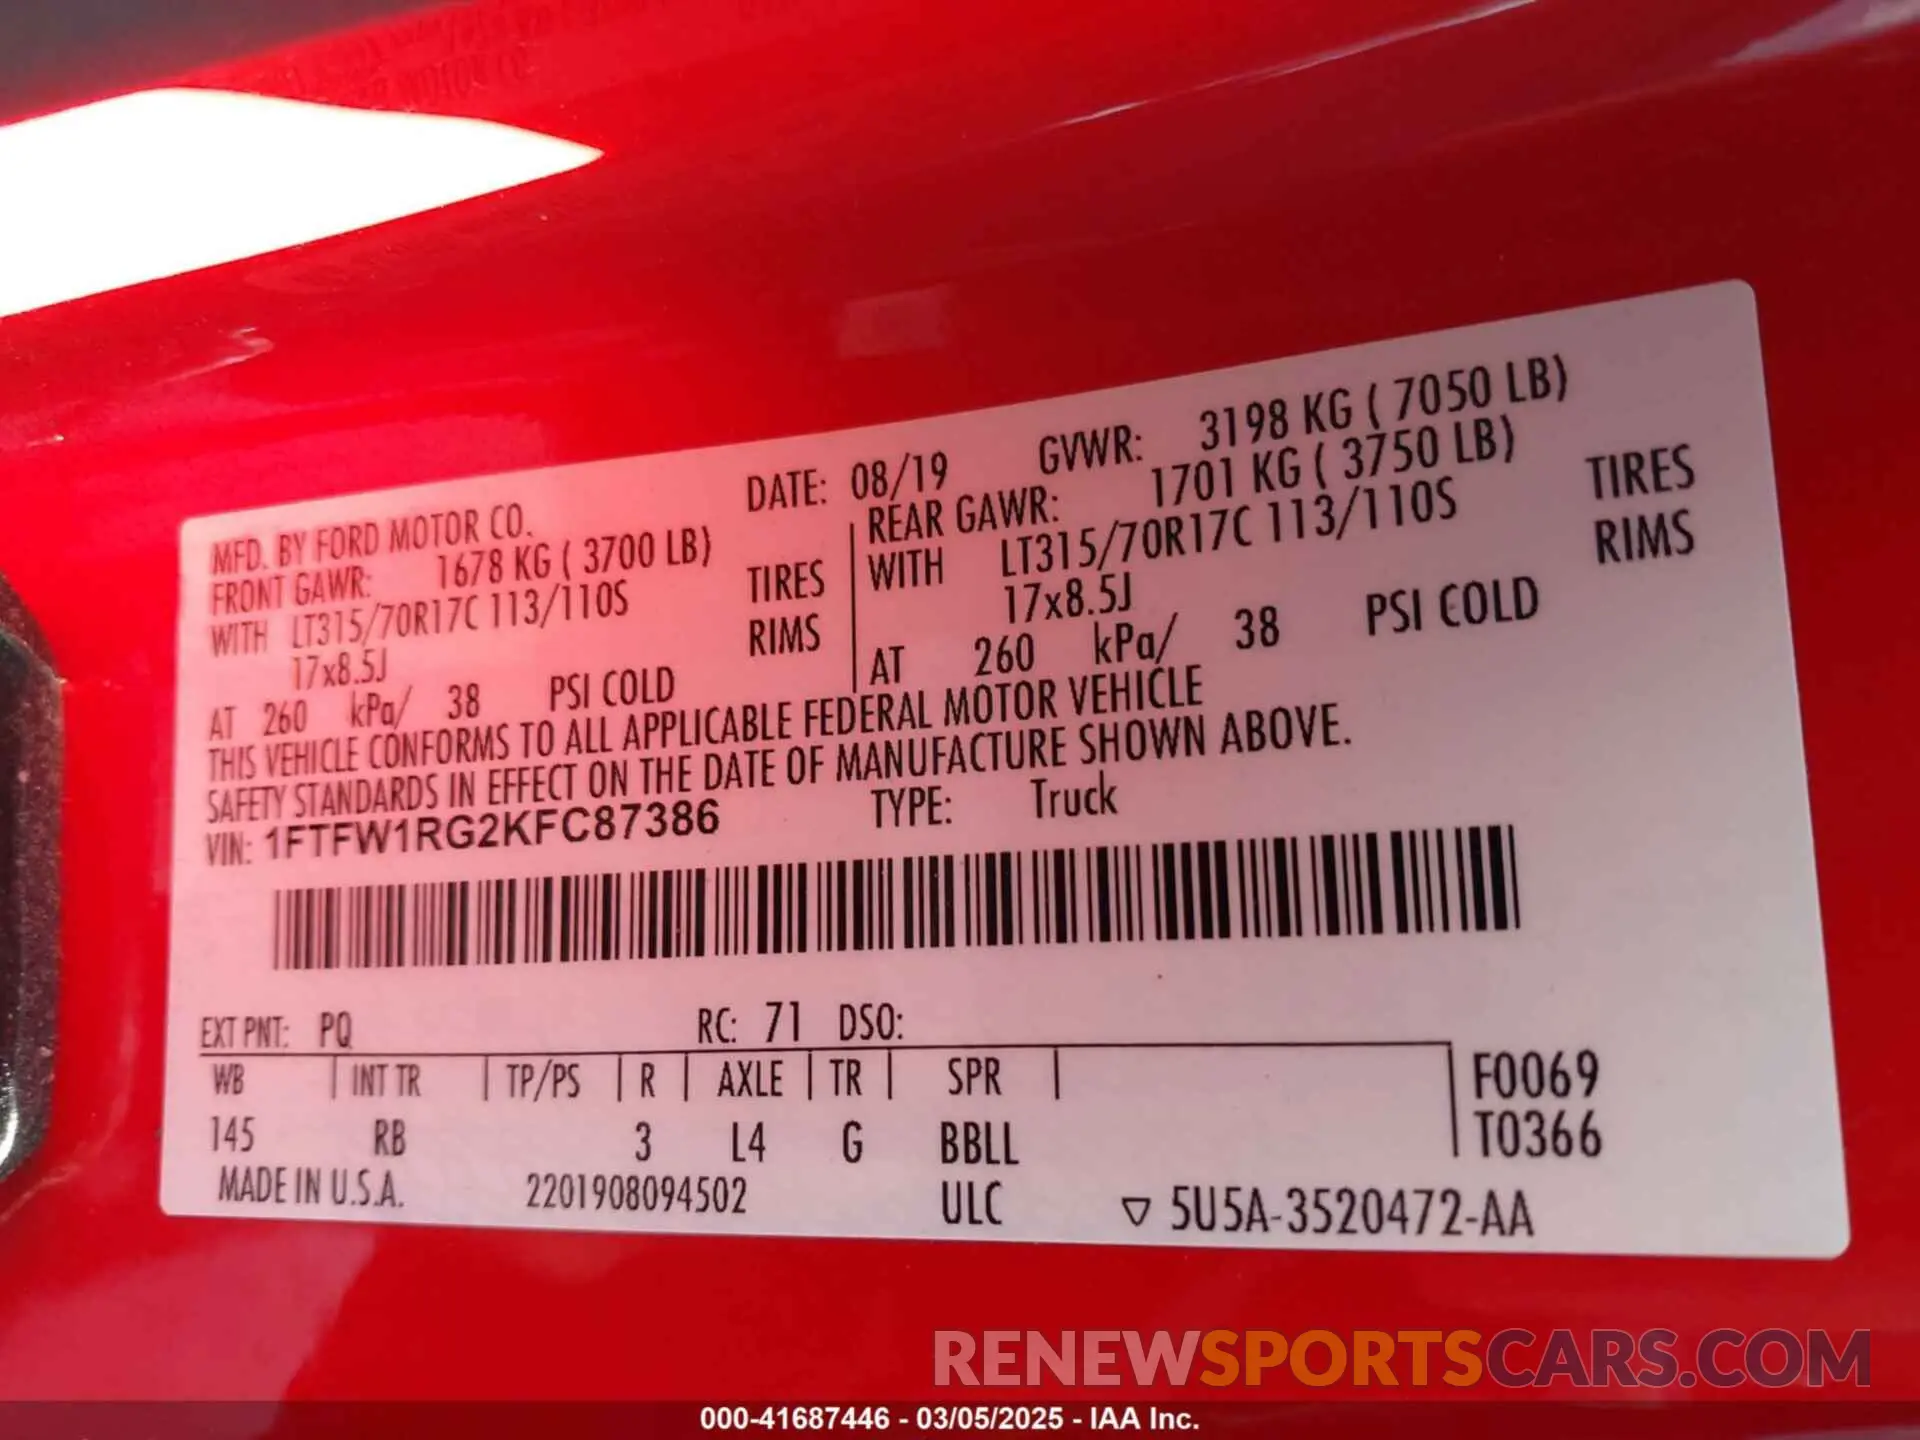 MFD. BY FORD MOTOR CO.
DATE: 08/19 GVWR: 3198 KG ( 7050 LB)
FRONT GAWR: 1678 KG ( 3700 LB)
WITH LT315/70R17C 113/110S TIRES
17x8.5J RIMS
AT 260 kPa/ 38 PSI COLD
REAR GAWR: 1701 KG ( 3750 LB)
WITH LT315/70R17C 113/110S TIRES
17x8.5J RIMS
AT 260 kPa/ 38 PSI COLD
THIS VEHICLE CONFORMS TO ALL APPLICABLE FEDERAL MOTOR VEHICLE
SAFETY STANDARDS IN EFFECT ON THE DATE OF MANUFACTURE SHOWN ABOVE.
VIN: 1FTFW1RG2KFC87386 TYPE: Truck
EXT PNT: PQ RC: 71 DSO:
WB | INT TR | TP/PS | R | AXLE | TR | SPR | F0069
145 RB 3 L4 G BBLL T0366
MADE IN U.S.A. 2201908094502 ULC ▽ 5U5A-3520472-AA
RENEWSPORTSCARS.COM
000-41687446 - 03/05/2025 - IAA Inc.